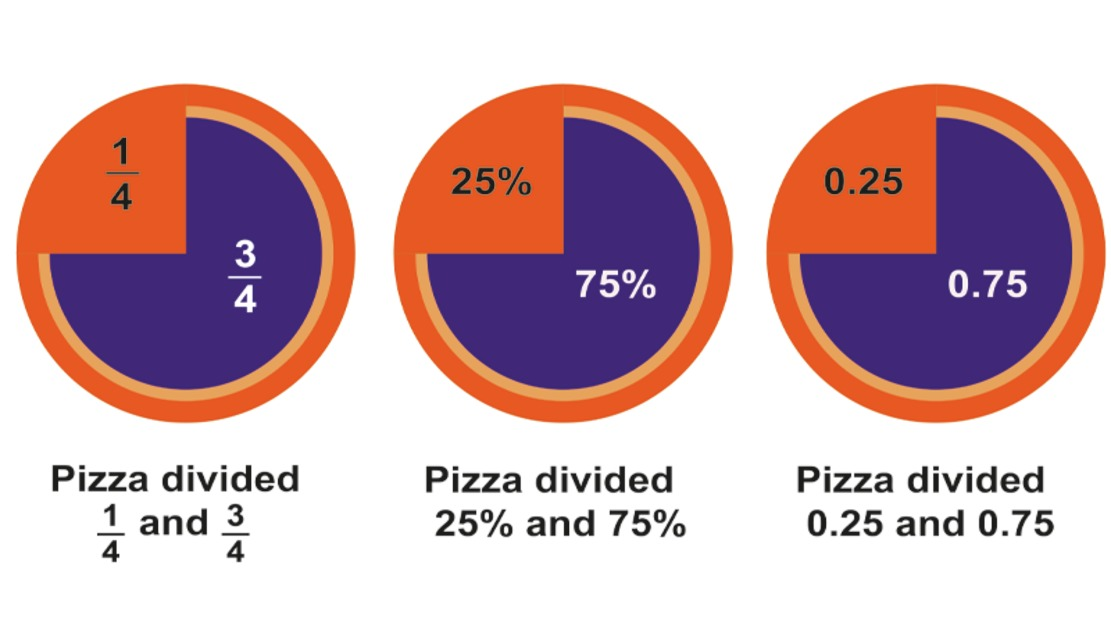 1/4
3/4
25%
75%
0.25
0.75
Pizza divided
1/4 and 3/4
Pizza divided
25% and 75%
Pizza divided
0.25 and 0.75